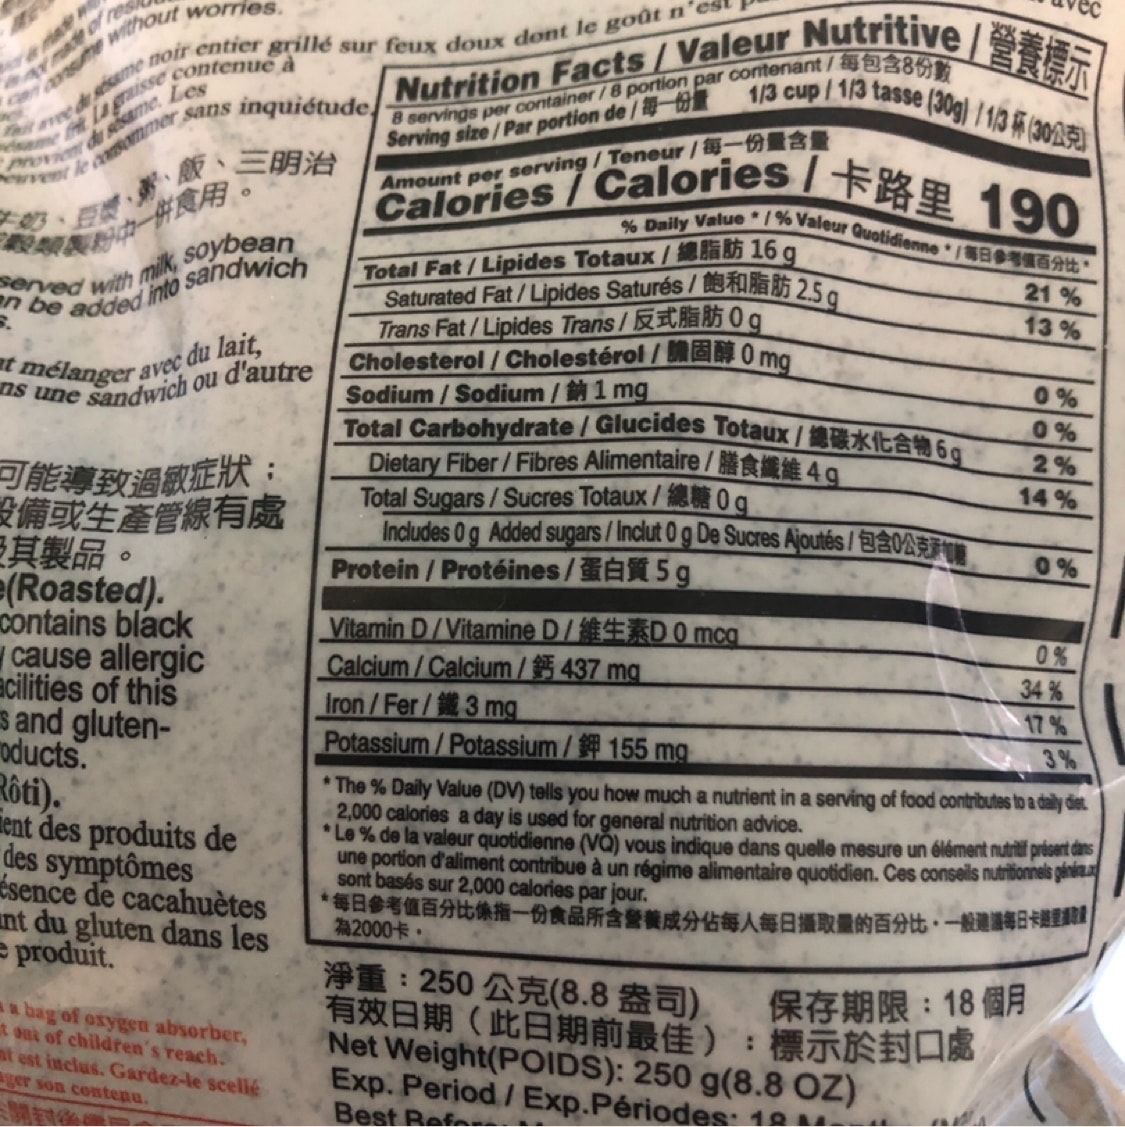 without worries.
noir entier grillé sur feux doux dont le goût n'est
graisse contenue à
sésame. Les
consommer sans inquiétude.
飯、三明治
牛奶、豆漿、粥、
中一併食用。
served with milk, soybean
be added into sandwich
mélanger avec du lait,
une sandwich ou d'autre
可能導致過敏症狀；
設備或生產管線有處
其製品。
(Roasted).
contains black
cause allergic
of this
and gluten-
des produits de
des symptômes
de cacahuètes
du gluten dans les
produit.
a bag of oxygen absorber,
out of children's reach.
est inclus. Gardez-le scellé
son contenu.
avec
Nutrition Facts / Valeur Nutritive / 營養標示
8 servings per container / 8 portion par contenant / 每包含8份數
Serving size / Par portion de / 每一份量 1/3 cup / 1/3 tasse (30g) / 1/3 杯 (30公克)
Amount per serving / Teneur / 每一份量含量
Calories / Calories / 卡路里 190
% Daily Value * / % Valeur Quotidienne * / 每日參考值百分比 *
Total Fat / Lipides Totaux / 總脂肪 16 g 21 %
Saturated Fat / Lipides Saturés / 飽和脂肪 2.5 g 13 %
Trans Fat / Lipides Trans / 反式脂肪 0 g
Cholesterol / Cholestérol / 膽固醇 0 mg 0 %
Sodium / Sodium / 鈉 1 mg 0 %
Total Carbohydrate / Glucides Totaux / 總碳水化合物 6 g 2 %
Dietary Fiber / Fibres Alimentaire / 膳食纖維 4 g 14 %
Total Sugars / Sucres Totaux / 總糖 0 g
Includes 0 g Added sugars / Inclut 0 g De Sucres Ajoutés / 包含0公克添加糖 0 %
Protein / Protéines / 蛋白質 5 g
Vitamin D / Vitamine D / 維生素D 0 mcg 0 %
Calcium / Calcium / 鈣 437 mg 34 %
Iron / Fer / 鐵 3 mg 17 %
Potassium / Potassium / 鉀 155 mg 3 %
* The % Daily Value (DV) tells you how much a nutrient in a serving of food contributes to a daily diet.
2,000 calories a day is used for general nutrition advice.
* Le % de la valeur quotidienne (VQ) vous indique dans quelle mesure un élément nutritif présent dans
une portion d'aliment contribue à un régime alimentaire quotidien. Ces conseils nutritionnels généraux
sont basés sur 2,000 calories par jour.
* 每日參考值百分比係指一份食品所含營養成分佔每人每日攝取量的百分比，一般建議每日卡路里攝取量
為2000卡。
淨重：250 公克(8.8 盎司) 保存期限：18 個月
有效日期（此日期前最佳）：標示於封口處
Net Weight(POIDS): 250 g(8.8 OZ)
Exp. Period / Exp.Périodes: 18
Best